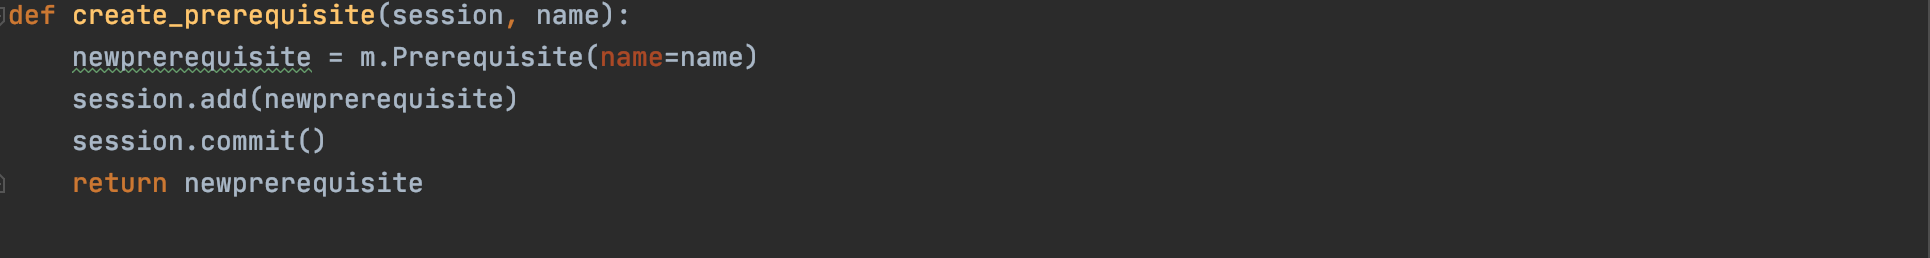 def create_prerequisite(session, name):
    newprerequisite = m.Prerequisite(name=name)
    session.add(newprerequisite)
    session.commit()
    return newprerequisite